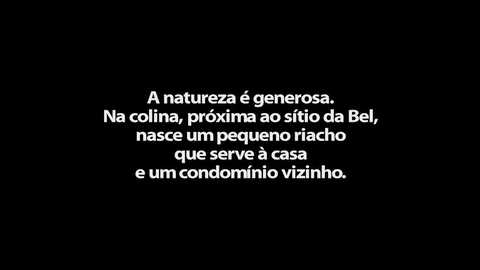 A natureza é generosa.
Na colina, próxima ao sítio da Bel,
nasce um pequeno riacho
que serve à casa
e um condomínio vizinho.